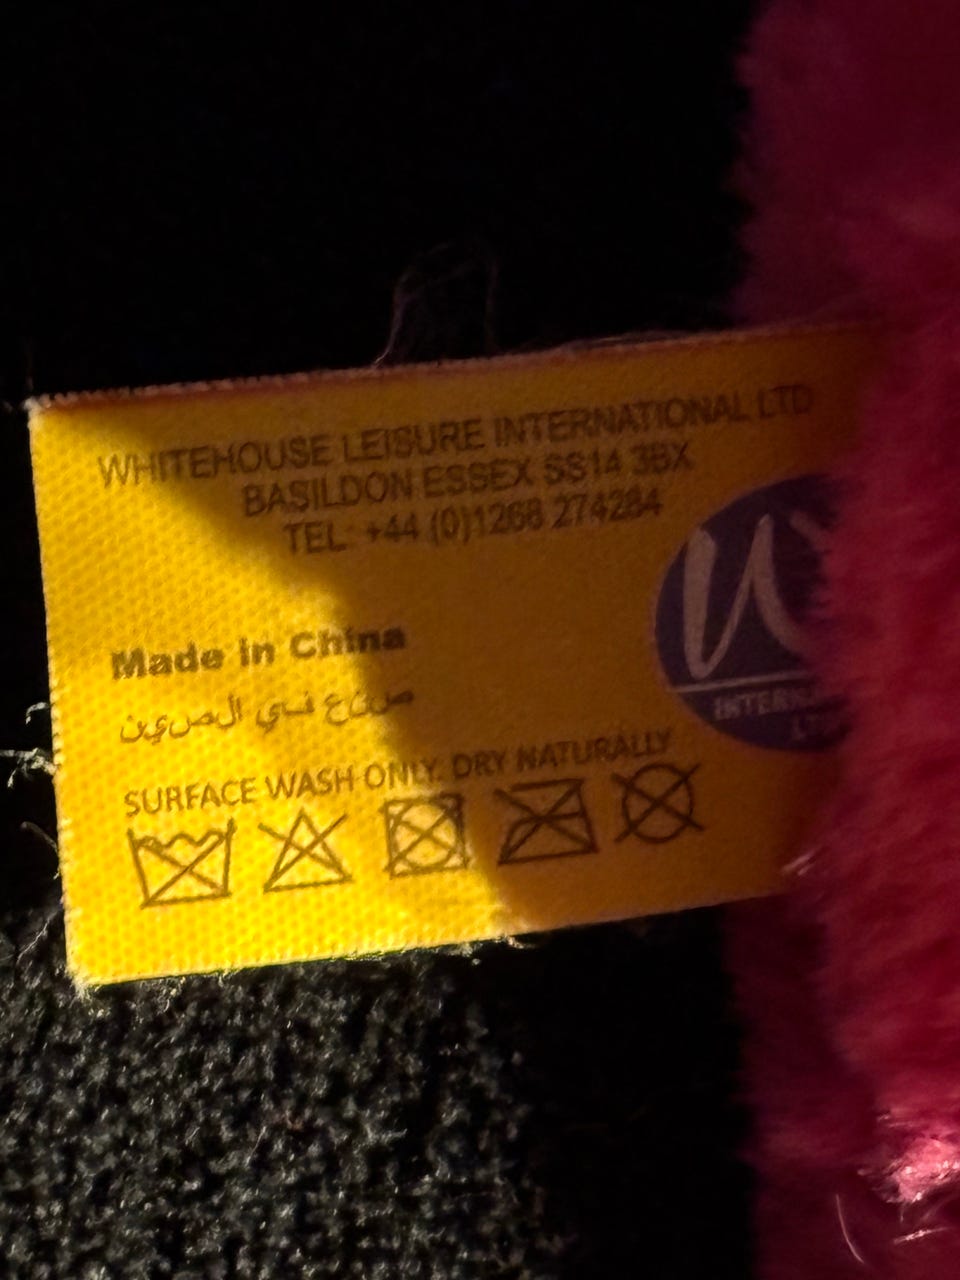 WHITEHOUSE LEISURE INTERNATIONAL LTD
BASILDON ESSEX SS14 3BX
TEL: +44 (0)1268 274284
Made in China
صنع في الصين
SURFACE WASH ONLY. DRY NATURALLY